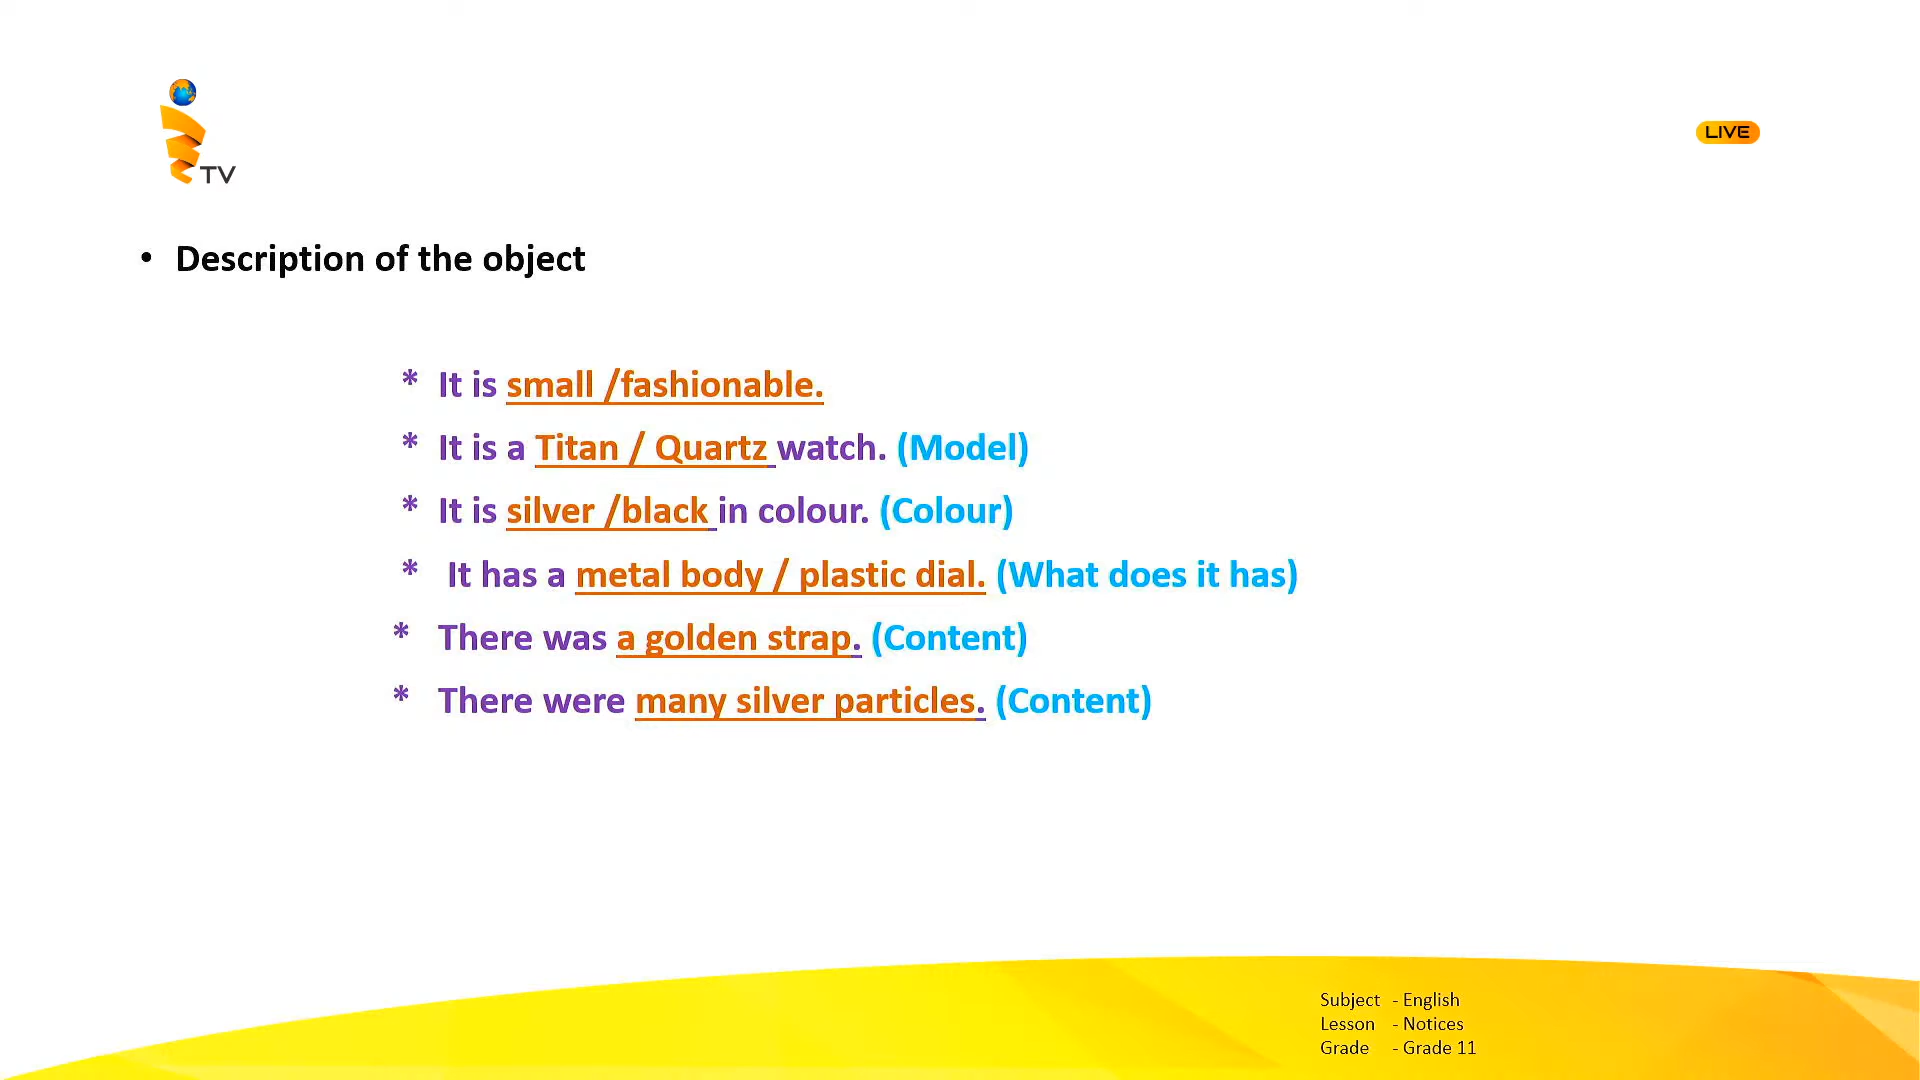 TV
LIVE
• Description of the object
* It is small /fashionable.
* It is a Titan / Quartz watch. (Model)
* It is silver /black in colour. (Colour)
* It has a metal body / plastic dial. (What does it has)
* There was a golden strap. (Content)
* There were many silver particles. (Content)
Subject - English
Lesson - Notices
Grade - Grade 11